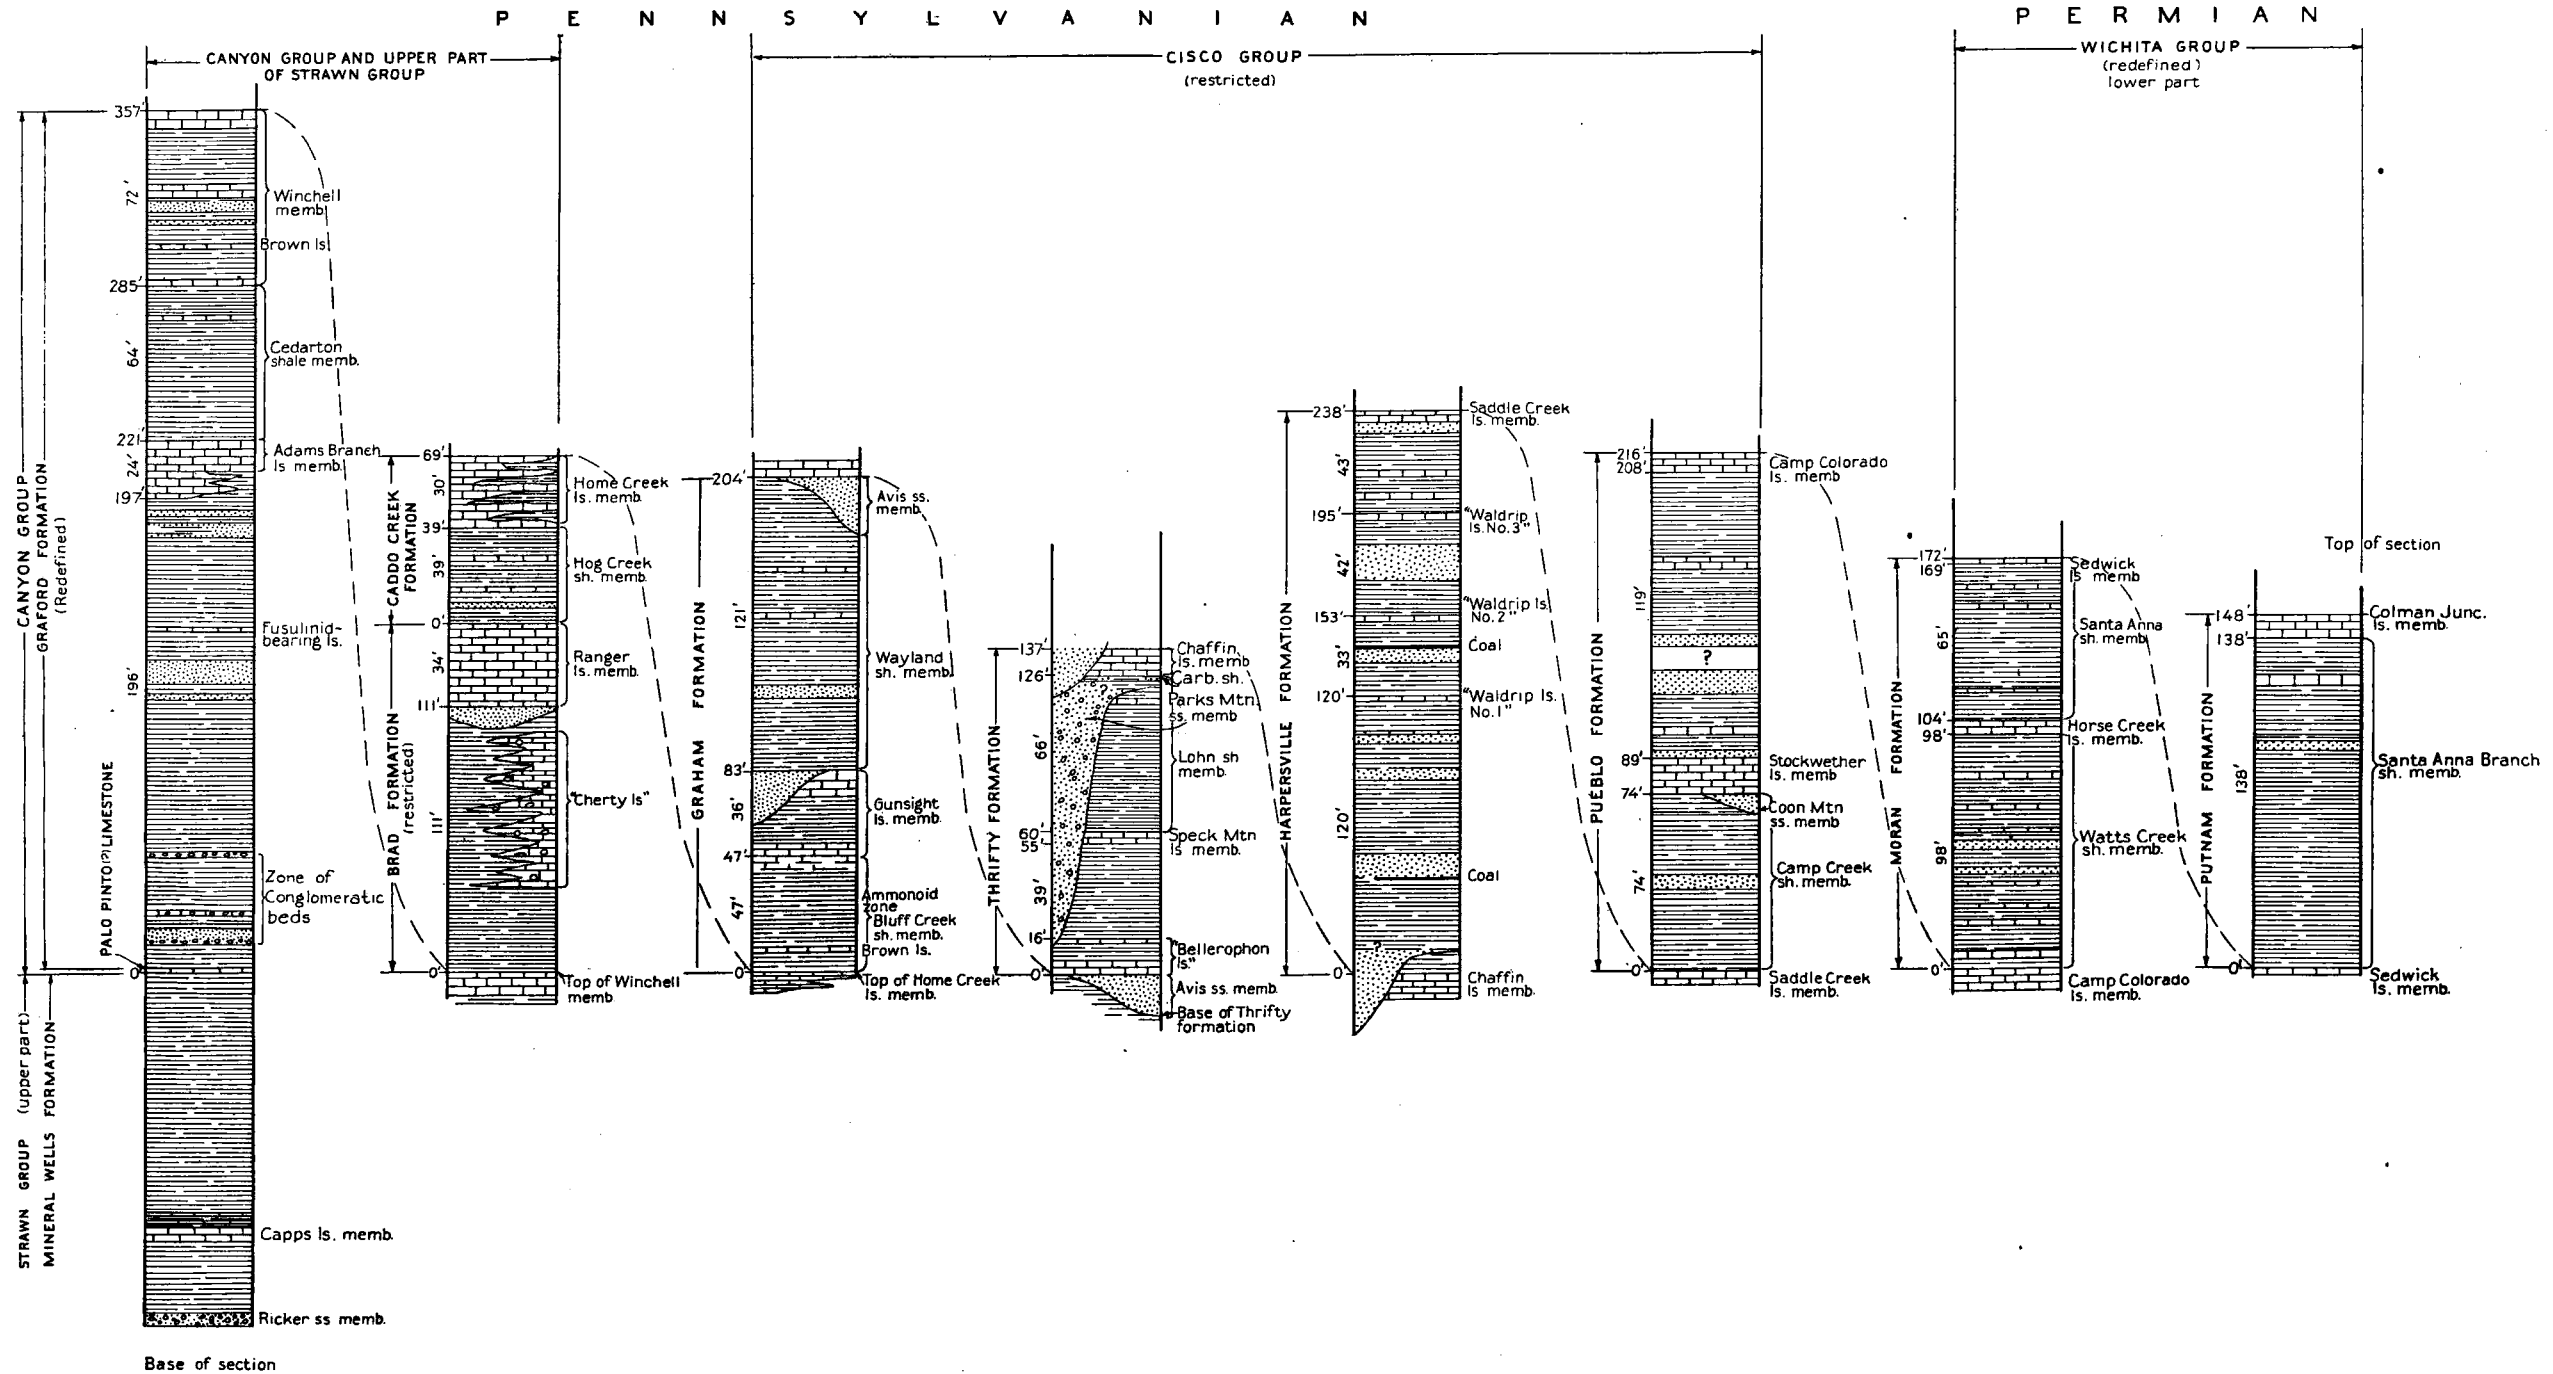 PENNSYLVANIAN
PERMIAN
CANYON GROUP AND UPPER PART
OF STRAWN GROUP
CISCO GROUP
(restricted)
WICHITA GROUP
(redefined)
lower part
CANYON GROUP
GRAFORD FORMATION
(Redefined)
STRAWN GROUP (upper part)
MINERAL WELLS FORMATION
PALO PINTO(?) LIMESTONE
357'
72'
285'
64'
221'
24'
197'
196'
0'
Winchell
memb.
Brown ls.
Cedarton
shale memb.
Adams Branch
ls. memb.
Fusulinid-
bearing ls.
Zone of
Conglomeratic
beds
Capps ls. memb.
Ricker ss memb.
Base of section
CADDO CREEK
FORMATION
BRAD FORMATION
(restricted)
69'
30'
39'
39'
0'
34'
111'
111'
0'
Home Creek
ls. memb.
Hog Creek
sh. memb.
Ranger
ls. memb.
"Cherty ls"
Top of Winchell
memb.
GRAHAM FORMATION
204'
121'
83'
36'
47'
47'
0'
Avis ss.
memb.
Wayland
sh. memb.
Gunsight
ls. memb.
Ammonoid
zone
Bluff Creek
sh. memb.
Brown ls.
Top of Home Creek
ls. memb.
THRIFTY FORMATION
137'
126'
66'
60'
55'
39'
16'
0'
?
Chaffin
ls. memb
Carb. sh.
Parks Mtn.
ss. memb
Lohn sh
memb.
Speck Mtn
ls memb.
"Bellerophon
ls."
Avis ss. memb.
Base of Thrifty
formation
HARPERSVILLE FORMATION
238'
43'
195'
42'
153'
33'
120'
120'
0'
?
Saddle Creek
ls. memb.
"Waldrip
ls. No. 3"
"Waldrip ls.
No. 2"
Coal
"Waldrip ls.
No. 1"
Coal
Chaffin
ls memb.
PUEBLO FORMATION
216'
208'
119'
89'
74'
74'
0'
?
Camp Colorado
ls. memb
Stockwether
ls. memb
Coon Mtn
ss. memb
Camp Creek
sh. memb.
Saddle Creek
ls. memb.
MORAN FORMATION
172'
169'
65'
104'
98'
98'
0'
Sedwick
ls memb
Santa Anna
sh. memb
Horse Creek
ls. memb.
Watts Creek
sh. memb.
Camp Colorado
ls. memb.
Top of section
PUTNAM FORMATION
148'
138'
138'
0'
Colman Junc.
ls. memb.
Santa Anna Branch
sh. memb.
Sedwick
ls. memb.